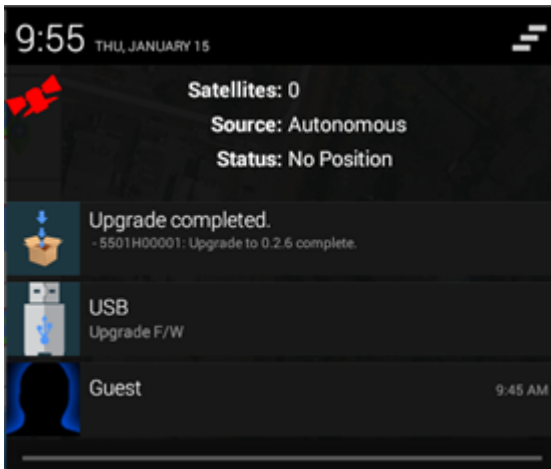 9:55 THU, JANUARY 15
Satellites: 0
Source: Autonomous
Status: No Position
Upgrade completed.
- 5501H00001: Upgrade to 0.2.6 complete.
USB
Upgrade F/W
Guest 9:45 AM